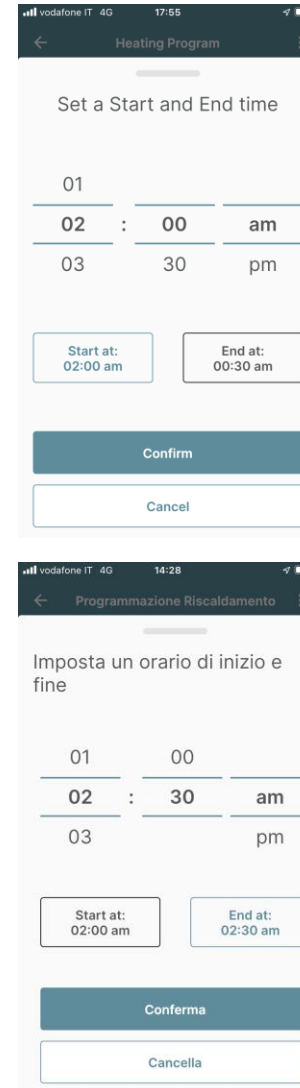 vodafone IT 4G 17:55
Heating Program
Set a Start and End time
01
02 : 00 am
03 30 pm
Start at: End at:
02:00 am 00:30 am
Confirm
Cancel
vodafone IT 4G 14:28
Programmazione Riscaldamento
Imposta un orario di inizio e
fine
01 00
02 : 30 am
03 pm
Start at: End at:
02:00 am 02:30 am
Conferma
Cancella